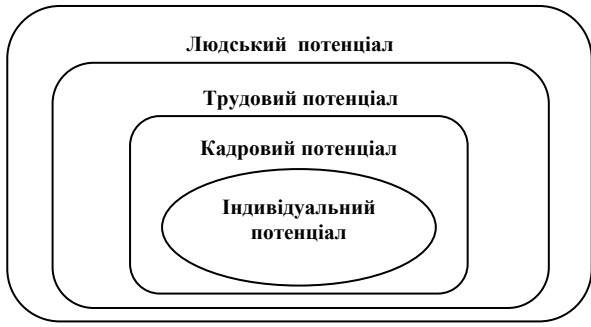 Людський потенціал
Трудовий потенціал
Кадровий потенціал
Індивідуальний
потенціал